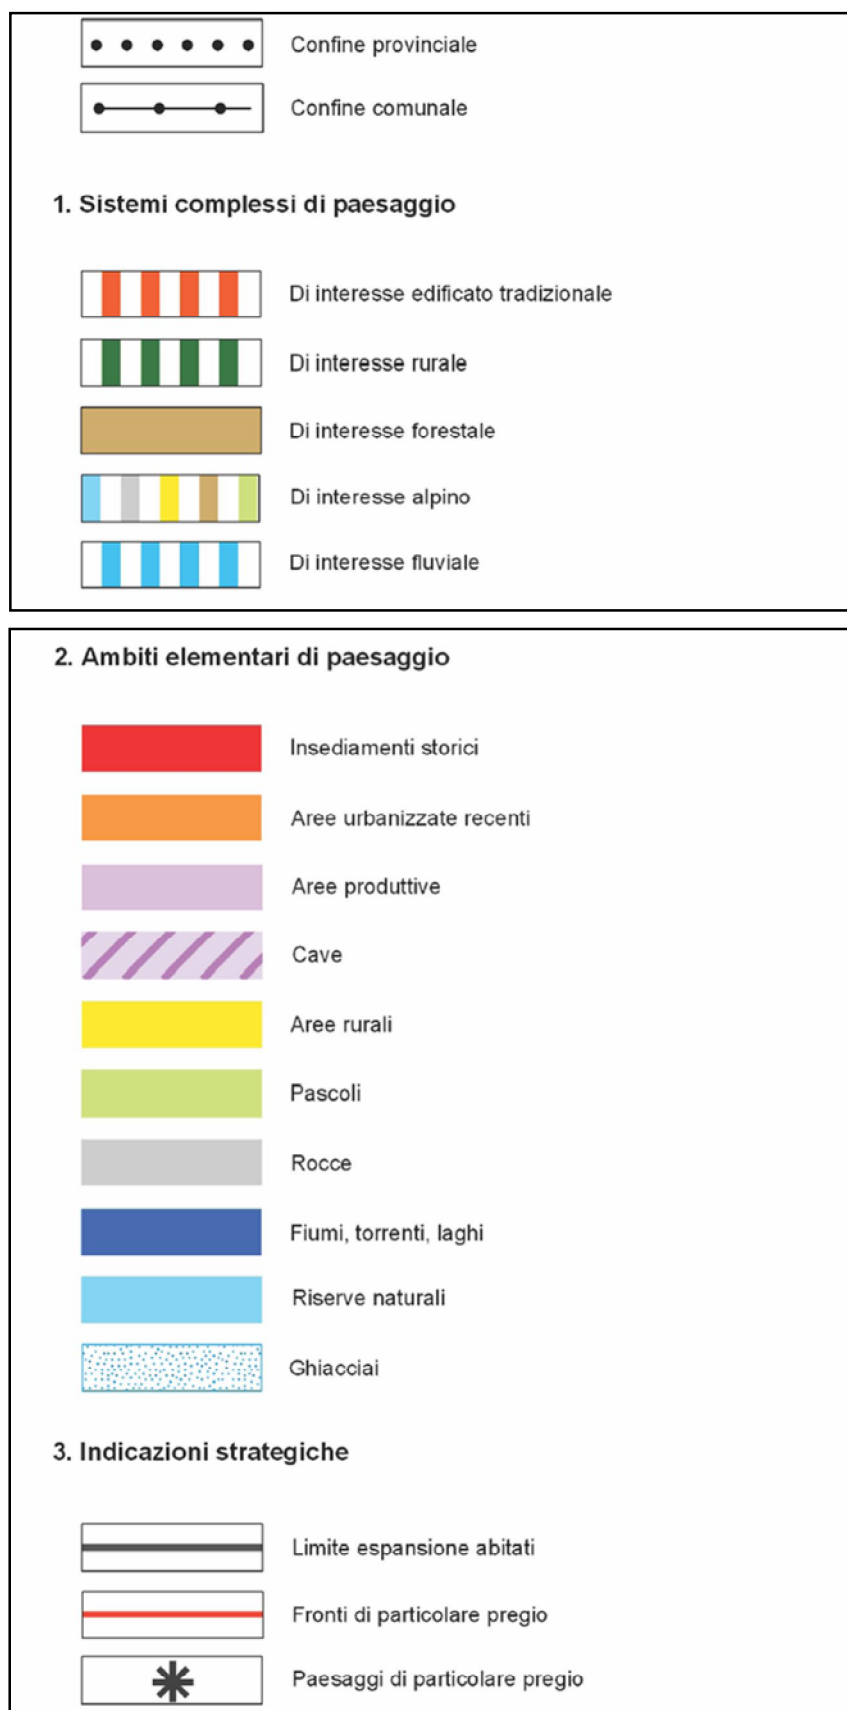 Confine provinciale
Confine comunale
1. Sistemi complessi di paesaggio
Di interesse edificato tradizionale
Di interesse rurale
Di interesse forestale
Di interesse alpino
Di interesse fluviale
2. Ambiti elementari di paesaggio
Insediamenti storici
Aree urbanizzate recenti
Aree produttive
Cave
Aree rurali
Pascoli
Rocce
Fiumi, torrenti, laghi
Riserve naturali
Ghiacciai
3. Indicazioni strategiche
Limite espansione abitati
Fronti di particolare pregio
Paesaggi di particolare pregio